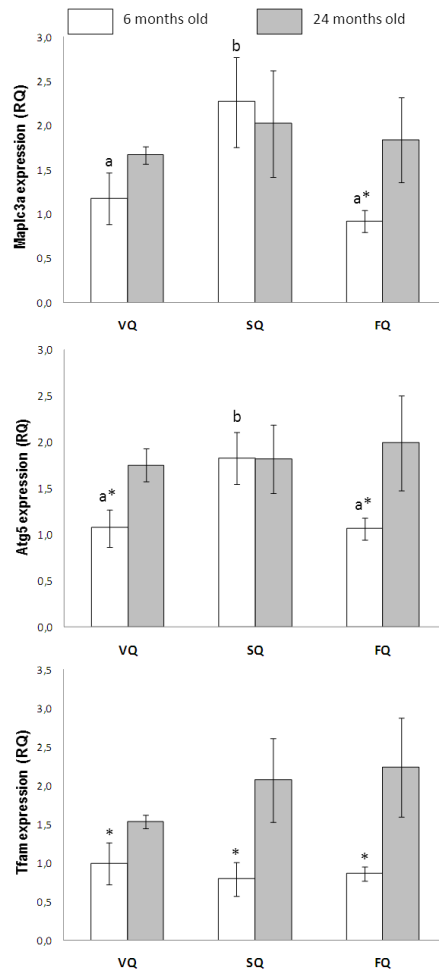 6 months old 24 months old
Maplc3a expression (RQ)
3,0
2,5
2,0
1,5
1,0
0,5
0,0
a
b
a*
VQ SQ FQ
Atg5 expression (RQ)
3,0
2,5
2,0
1,5
1,0
0,5
0,0
a*
b
a*
VQ SQ FQ
Tfam expression (RQ)
3,5
3,0
2,5
2,0
1,5
1,0
0,5
0,0
*
*
*
VQ SQ FQ